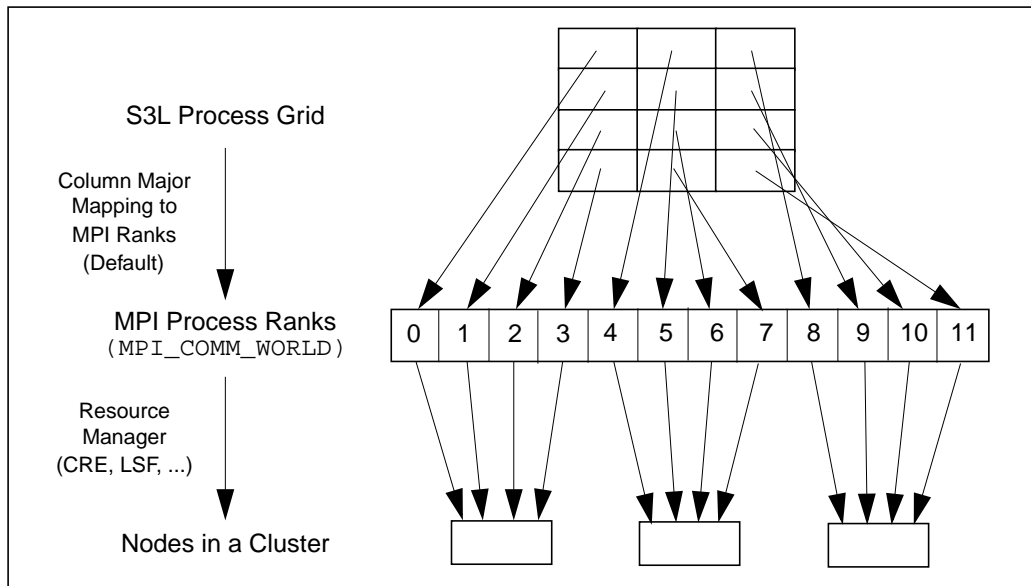 S3L Process Grid
Column Major
Mapping to
MPI Ranks
(Default)
MPI Process Ranks
(MPI_COMM_WORLD)
0 1 2 3 4 5 6 7 8 9 10 11
Resource
Manager
(CRE, LSF, ...)
Nodes in a Cluster